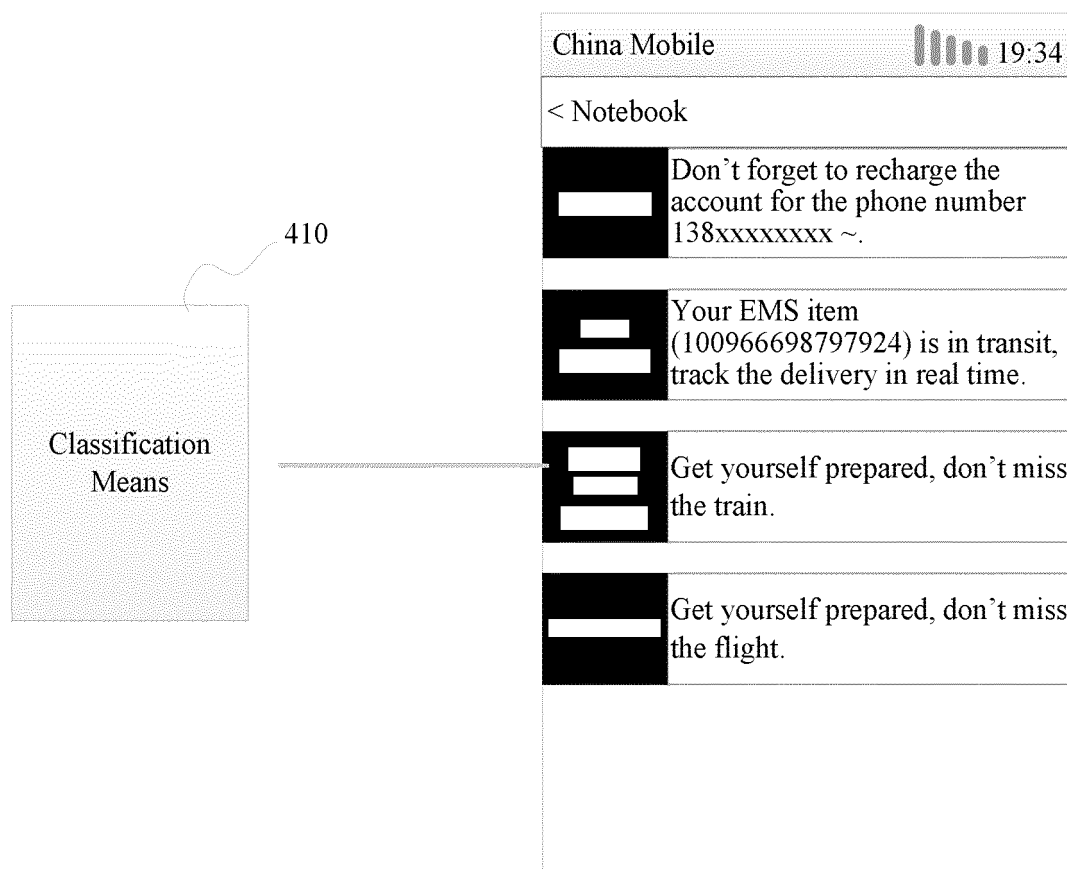 China Mobile
19:34
< Notebook
Don't forget to recharge the
account for the phone number
138xxxxxxxx ~.
410
Your EMS item
(100966698797924) is in transit,
track the delivery in real time.
Classification
Means
Get yourself prepared, don't miss
the train.
Get yourself prepared, don't miss
the flight.